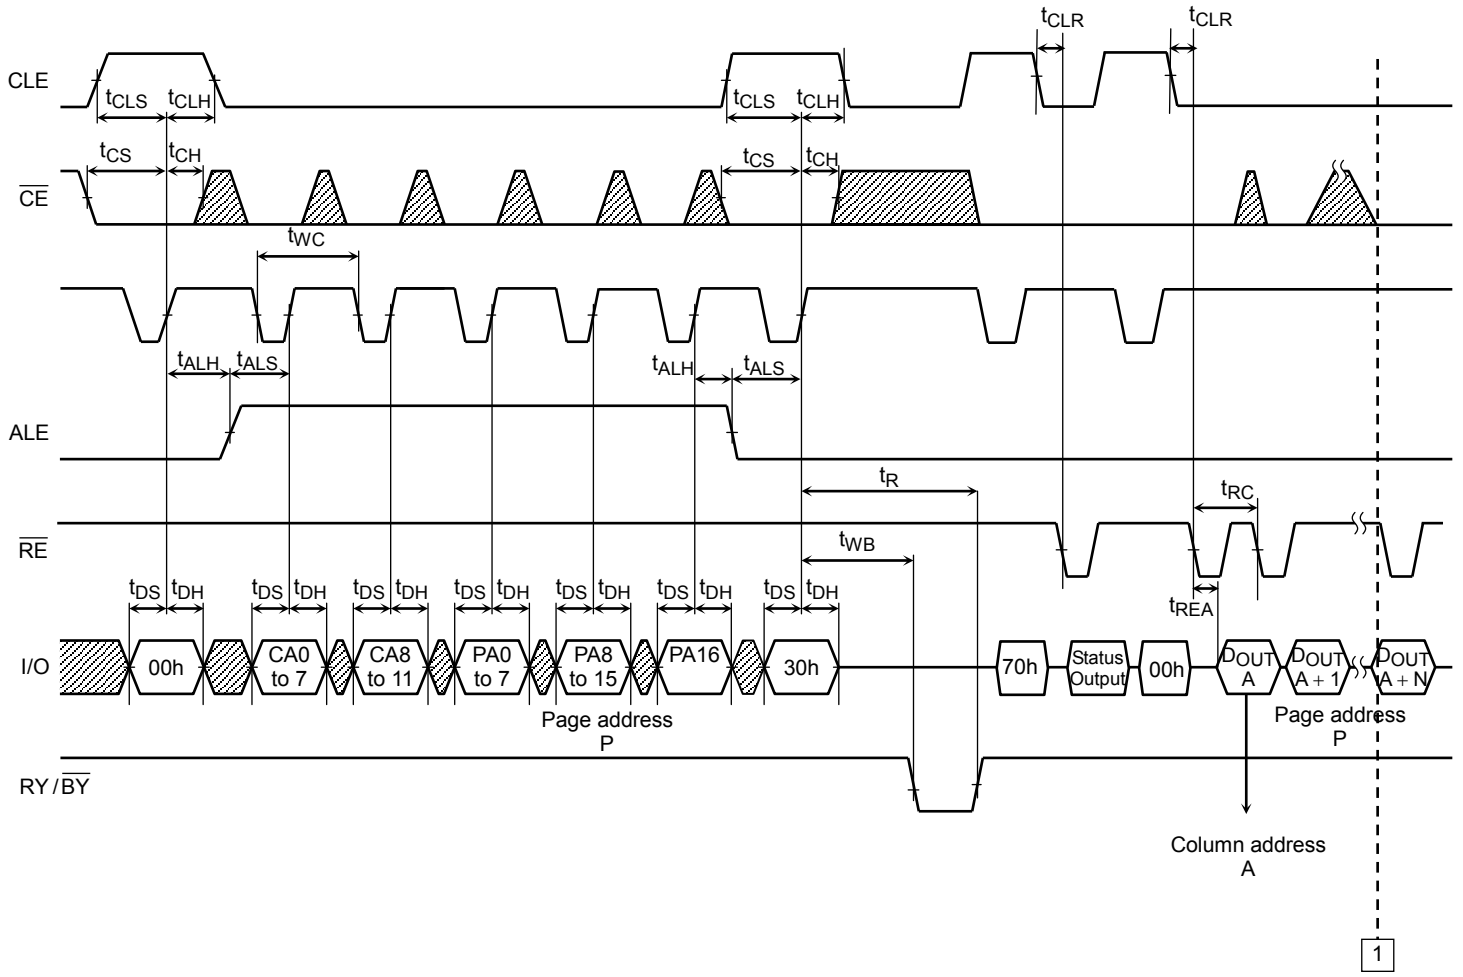 tCLR tCLR
CLE
tCLS tCLH tCLS tCLH
tCS tCH tCS tCH
CE
tWC
tALH tALS tALH tALS
ALE
tR
tRC
RE
tWB
tDS tDH tDS tDH tDS tDH tDS tDH tDS tDH tDS tDH tDS tDH
tREA
I/O
00h
CA0
to 7
CA8
to 11
PA0
to 7
PA8
to 15
PA16
30h
70h
Status
Output
00h
DOUT
A
DOUT
A + 1
DOUT
A + N
Page address
P
Page address
P
RY/BY
Column address
A
1